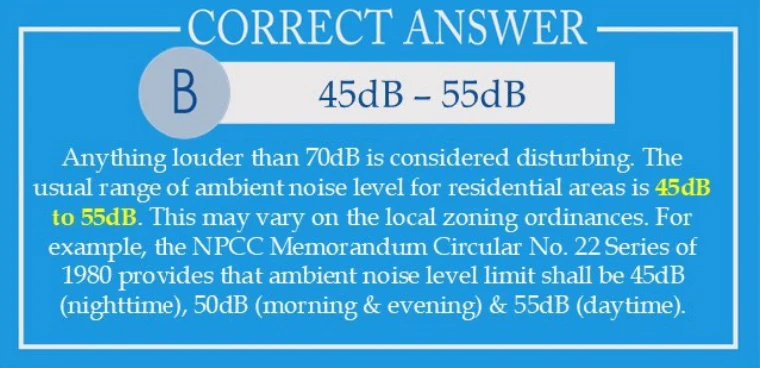 CORRECT ANSWER
B
45dB – 55dB
Anything louder than 70dB is considered disturbing. The
usual range of ambient noise level for residential areas is 45dB
to 55dB. This may vary on the local zoning ordinances. For
example, the NPCC Memorandum Circular No. 22 Series of
1980 provides that ambient noise level limit shall be 45dB
(nighttime), 50dB (morning & evening) & 55dB (daytime).